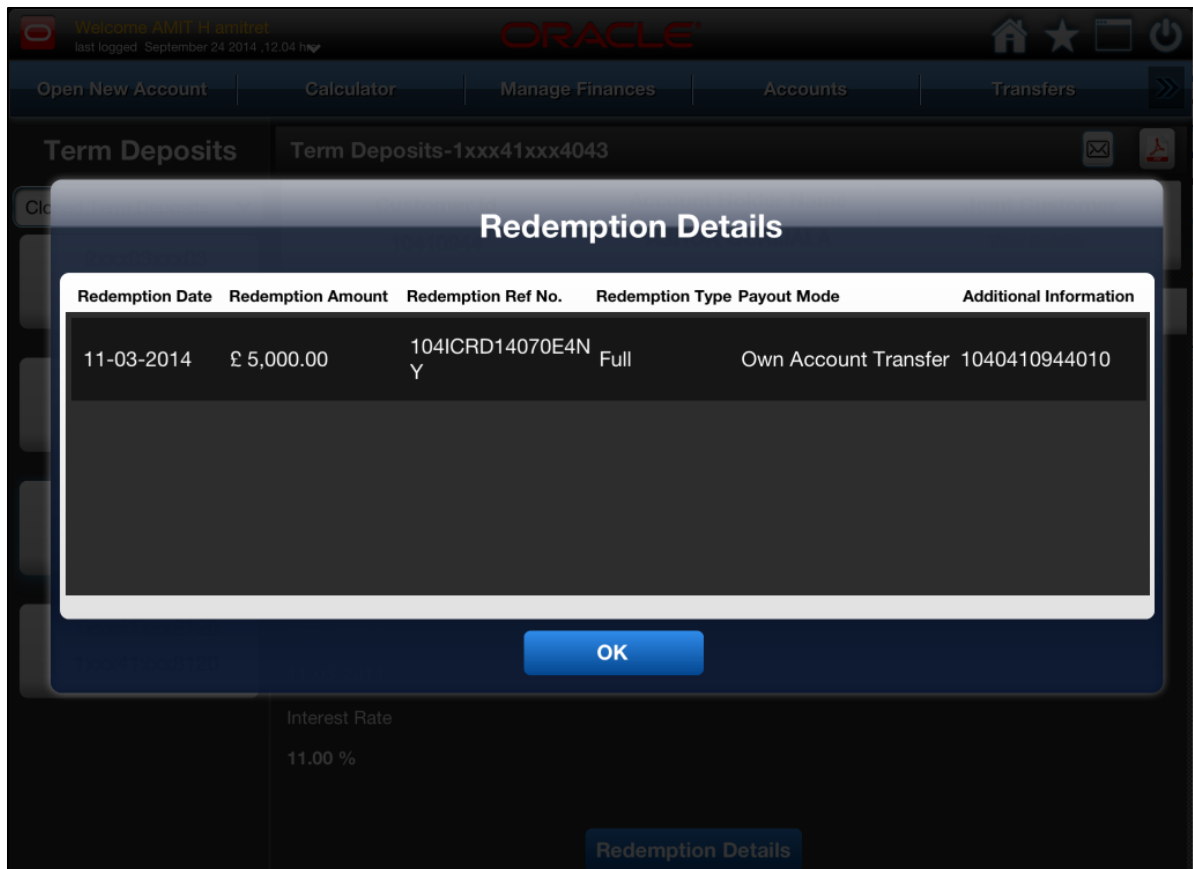 Welcome AMIT H amitret
last logged September 24 2014 ,12.04 hrs
ORACLE
Open New Account Calculator Manage Finances Accounts Transfers
Term Deposits
Term Deposits-1xxx41xxx4043
Clo
Redemption Details
Redemption Date Redemption Amount Redemption Ref No. Redemption Type Payout Mode Additional Information
11-03-2014 £ 5,000.00 104ICRD14070E4N Full Own Account Transfer 1040410944010
Y
OK
Interest Rate
11.00 %
Redemption Details